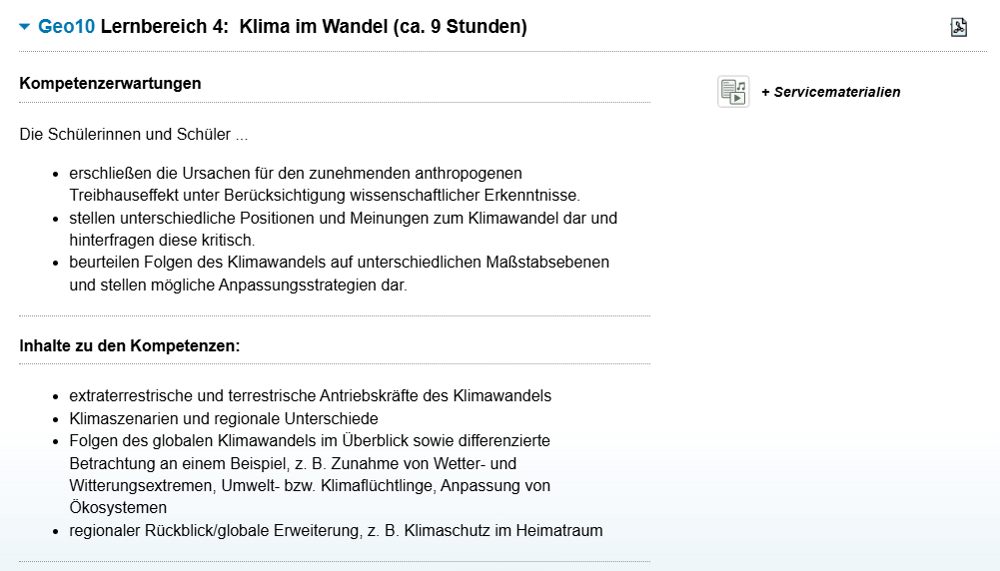 Geo10 Lernbereich 4:  Klima im Wandel (ca. 9 Stunden)
Kompetenzerwartungen
+ Servicematerialien
Die Schülerinnen und Schüler ...
• erschließen die Ursachen für den zunehmenden anthropogenen
Treibhauseffekt unter Berücksichtigung wissenschaftlicher Erkenntnisse.
• stellen unterschiedliche Positionen und Meinungen zum Klimawandel dar und
hinterfragen diese kritisch.
• beurteilen Folgen des Klimawandels auf unterschiedlichen Maßstabsebenen
und stellen mögliche Anpassungsstrategien dar.
Inhalte zu den Kompetenzen:
• extraterrestrische und terrestrische Antriebskräfte des Klimawandels
• Klimaszenarien und regionale Unterschiede
• Folgen des globalen Klimawandels im Überblick sowie differenzierte
Betrachtung an einem Beispiel, z. B. Zunahme von Wetter- und
Witterungsextremen, Umwelt- bzw. Klimaflüchtlinge, Anpassung von
Ökosystemen
• regionaler Rückblick/globale Erweiterung, z. B. Klimaschutz im Heimatraum